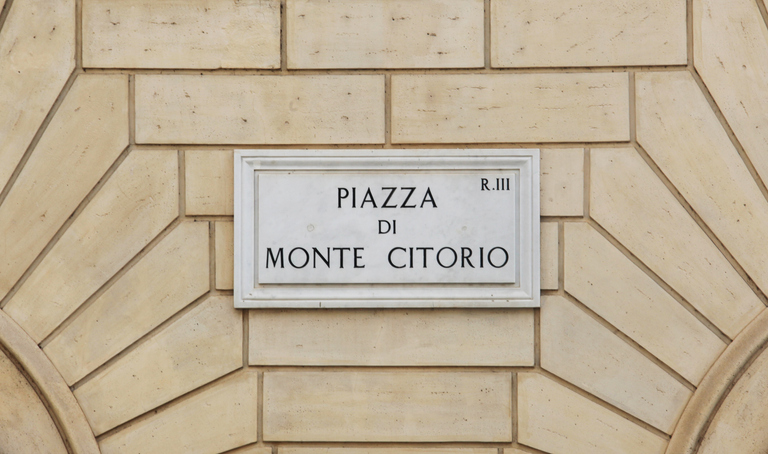 R.III
PIAZZA
DI
MONTE CITORIO